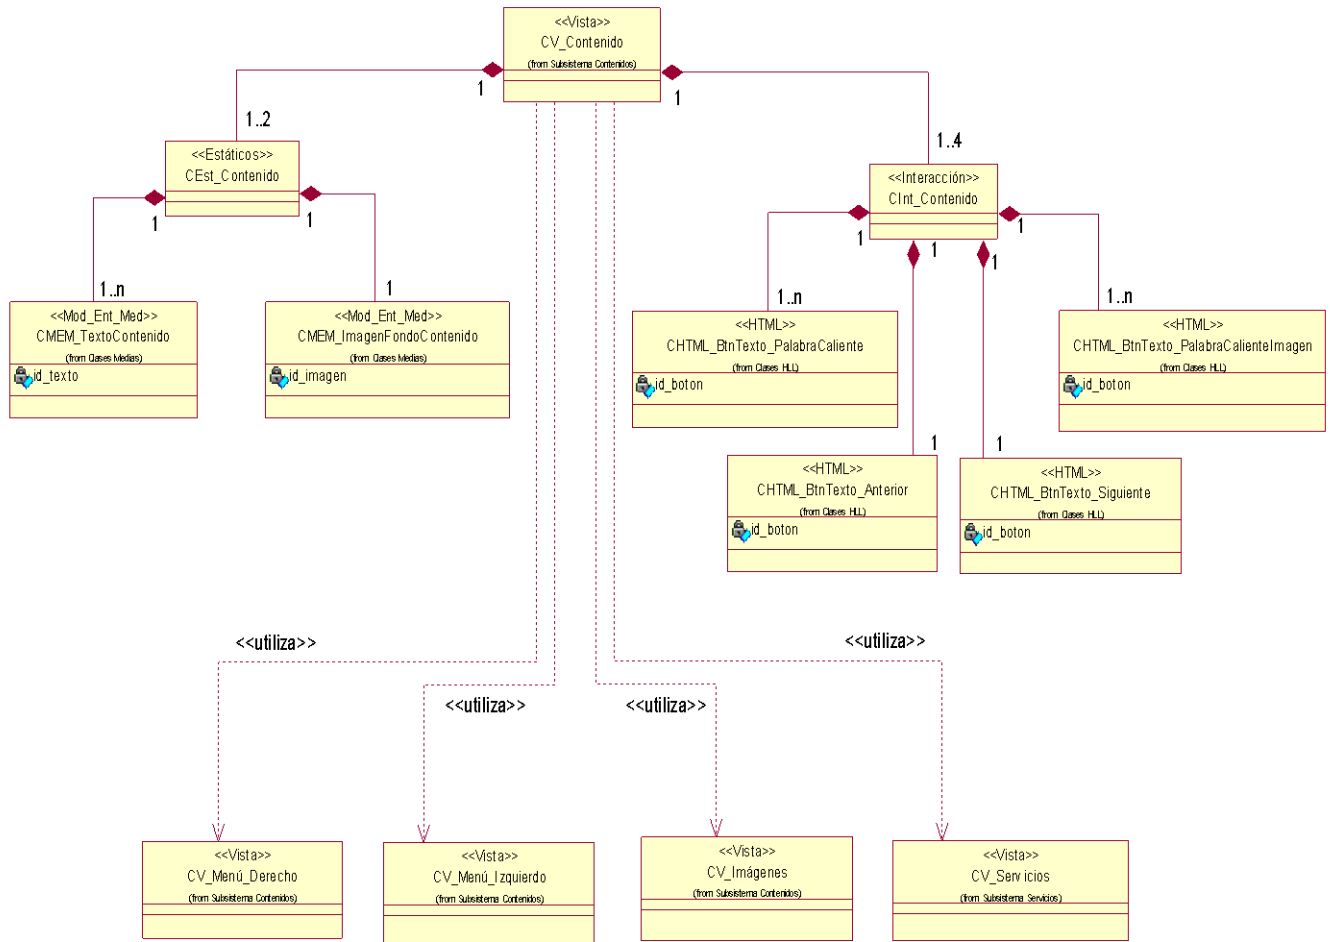 <<Vista>>
CV_Contenido
(from Subsistema Contenidos)
1
1
1..2
1..4
<<Estáticos>>
CEst_Contenido
1
1
<<Interacción>>
CInt_Contenido
1
1
1
1
1..n
1
1..n
1..n
<<Mod_Ent_Med>>
CMEM_TextoContenido
(from Clases Medias)
id_texto
<<Mod_Ent_Med>>
CMEM_ImagenFondoContenido
(from Clases Medias)
id_imagen
<<HTML>>
CHTML_BtnTexto_PalabraCaliente
(from Clases HLL)
id_boton
<<HTML>>
CHTML_BtnTexto_PalabraCalienteImagen
(from Clases HLL)
id_boton
1
1
<<HTML>>
CHTML_BtnTexto_Anterior
(from Clases HLL)
id_boton
<<HTML>>
CHTML_BtnTexto_Siguiente
(from Clases HLL)
id_boton
<<utiliza>>
<<utiliza>>
<<utiliza>>
<<utiliza>>
<<Vista>>
CV_Menú_Derecho
(from Subsistema Contenidos)
<<Vista>>
CV_Menú_Izquierdo
(from Subsistema Contenidos)
<<Vista>>
CV_Imágenes
(from Subsistema Contenidos)
<<Vista>>
CV_Servicios
(from Subsistema Servicios)